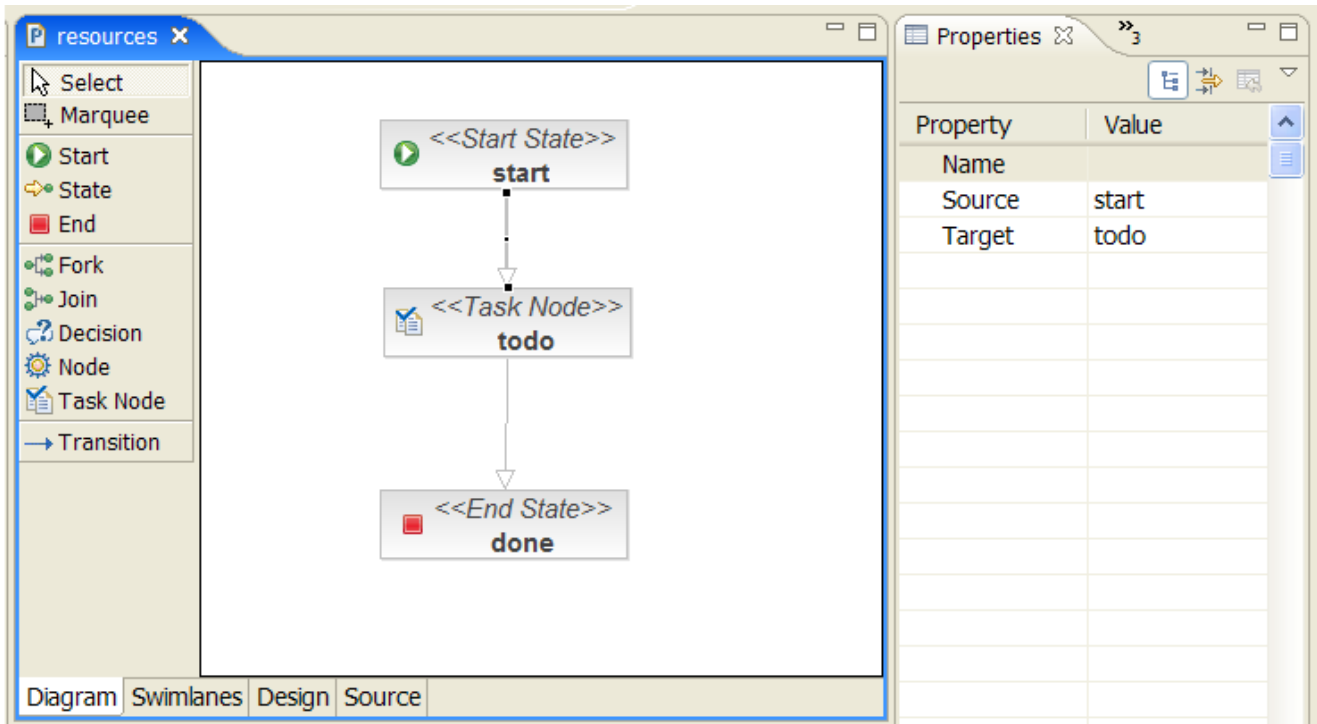 resources
Select
Marquee
Start
State
End
Fork
Join
Decision
Node
Task Node
Transition
<<Start State>>
start
<<Task Node>>
todo
<<End State>>
done
Diagram Swimlanes Design Source
Properties »3
Property Value
Name
Source start
Target todo